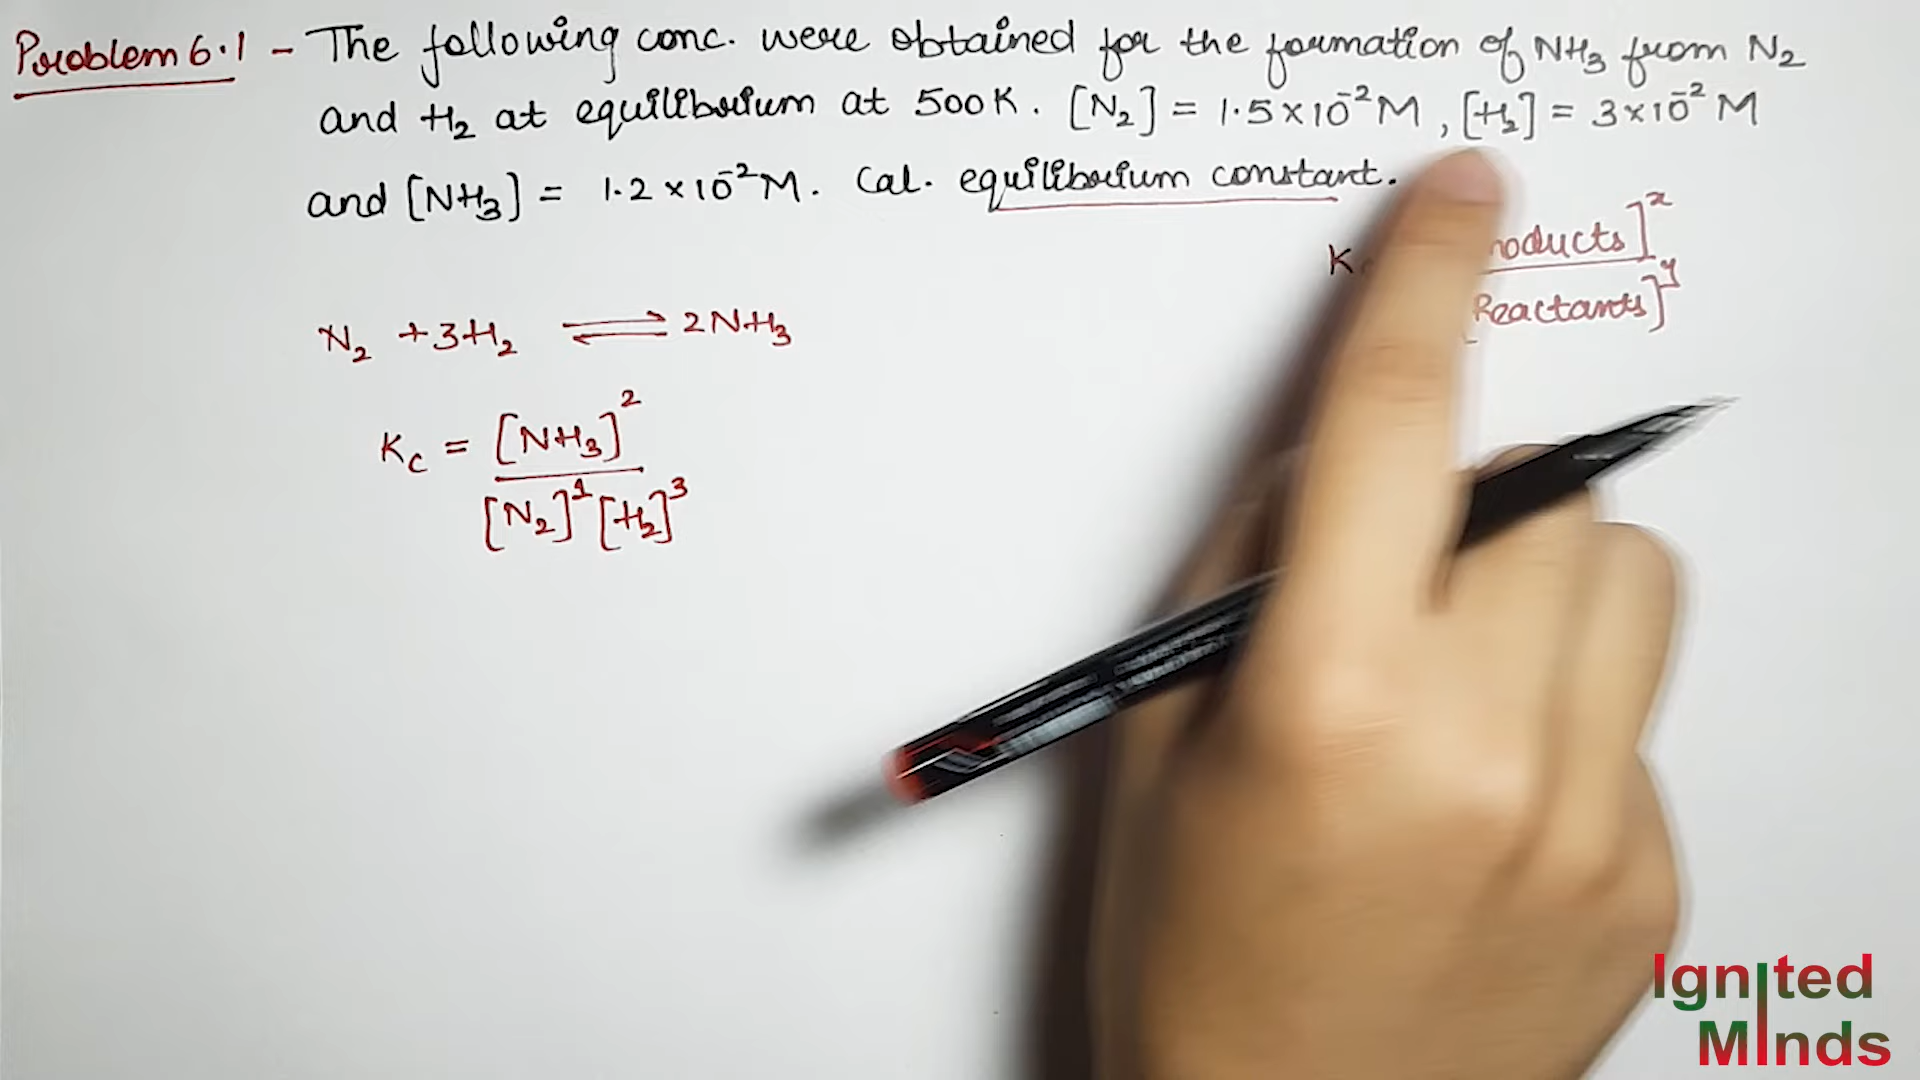 Problem 6.1 - The following conc. were obtained for the formation of NH₃ from N₂
and H₂ at equilibrium at 500K. [N₂] = 1.5×10⁻²M, [H₂] = 3×10⁻²M
and [NH₃] = 1.2×10⁻²M. Cal. equilibrium constant.
N₂ + 3H₂ ⇌ 2NH₃
Kc = [NH₃]²
[N₂]¹ [H₂]³
]ˣ
[Reactants]ʸ
Ignited
Minds